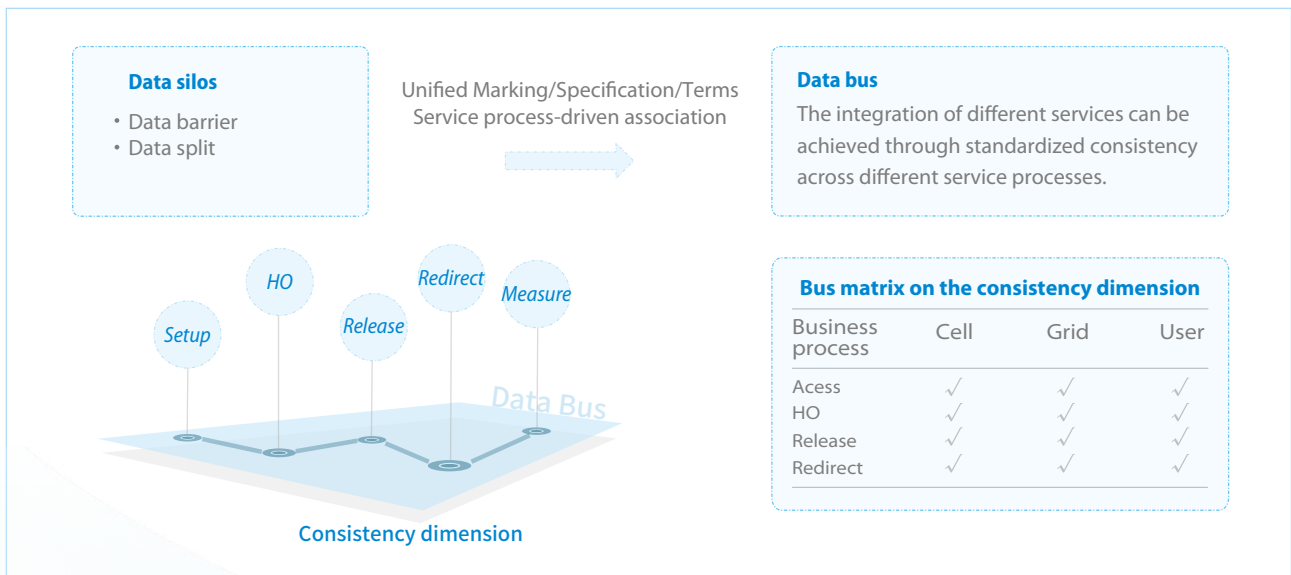 Data silos
• Data barrier
• Data split
Unified Marking/Specification/Terms
Service process-driven association
Data bus
The integration of different services can be
achieved through standardized consistency
across different service processes.
Setup
HO
Release
Redirect
Measure
Data Bus
Consistency dimension
Bus matrix on the consistency dimension
Business process Cell Grid User
Acess √ √ √
HO √ √ √
Release √ √ √
Redirect √ √ √